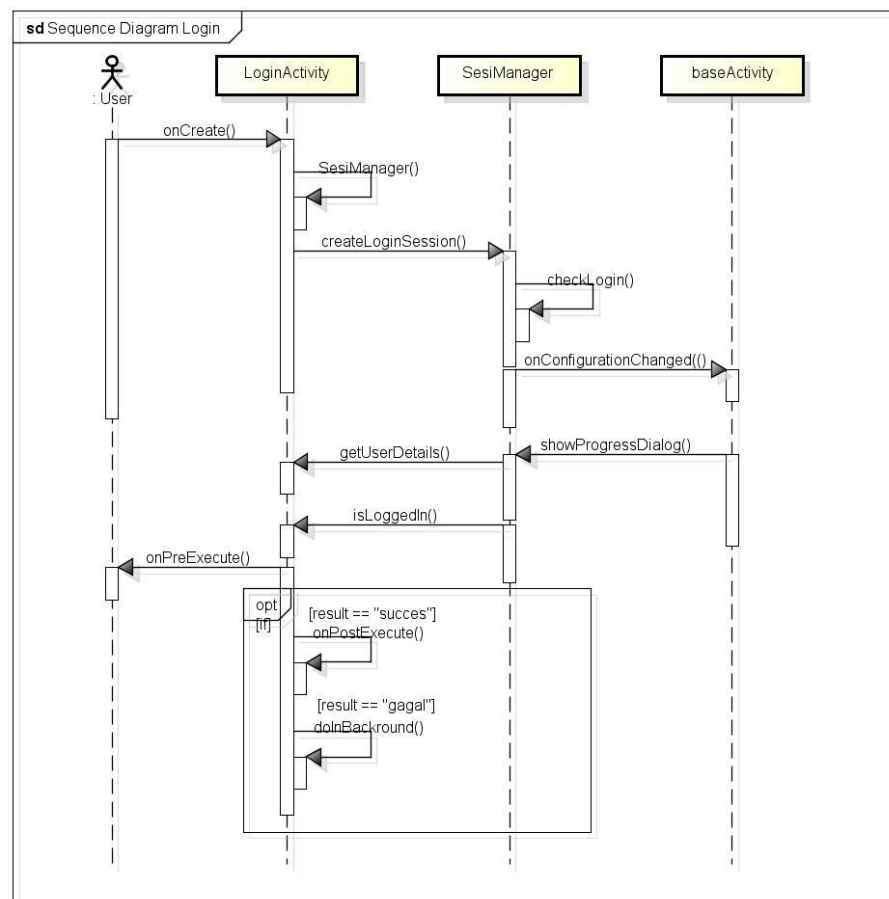 sd Sequence Diagram Login
: User
LoginActivity
SesiManager
baseActivity
onCreate()
SesiManager()
createLoginSession()
checkLogin()
onConfigurationChanged(()
showProgressDialog()
getUserDetails()
isLoggedIn()
onPreExecute()
opt
[if]
[result == "succes"]
onPostExecute()
[result == "gagal"]
doInBackround()